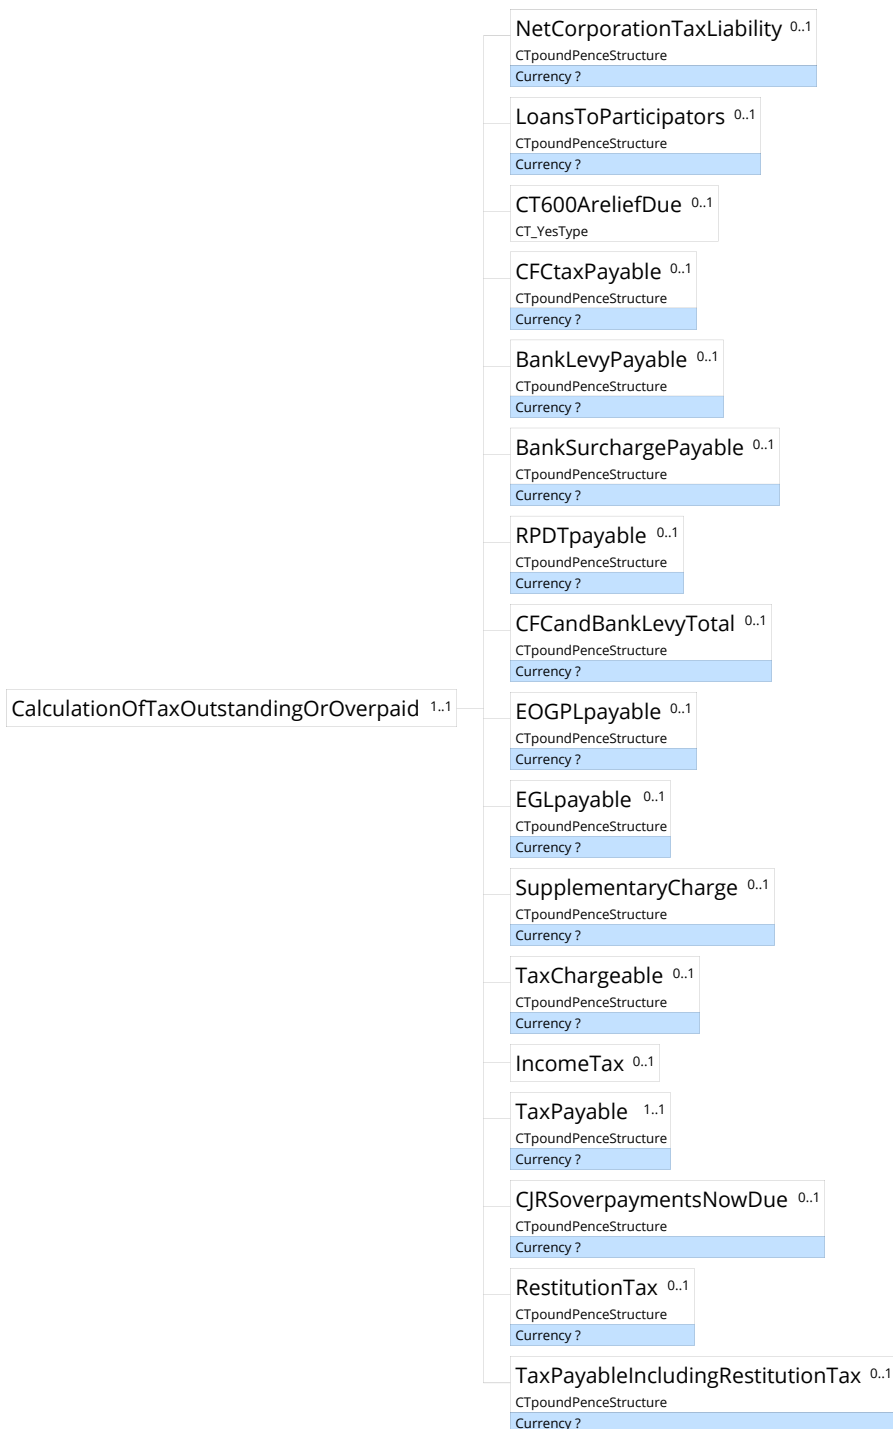 NetCorporationTaxLiability 0..1
CTpoundPenceStructure
Currency ?
LoansToParticipators 0..1
CTpoundPenceStructure
Currency ?
CT600AreliefDue 0..1
CT_YesType
CFCtaxPayable 0..1
CTpoundPenceStructure
Currency ?
BankLevyPayable 0..1
CTpoundPenceStructure
Currency ?
BankSurchargePayable 0..1
CTpoundPenceStructure
Currency ?
RPDTpayable 0..1
CTpoundPenceStructure
Currency ?
CFCandBankLevyTotal 0..1
CTpoundPenceStructure
Currency ?
CalculationOfTaxOutstandingOrOverpaid 1..1
EOGPLpayable 0..1
CTpoundPenceStructure
Currency ?
EGLpayable 0..1
CTpoundPenceStructure
Currency ?
SupplementaryCharge 0..1
CTpoundPenceStructure
Currency ?
TaxChargeable 0..1
CTpoundPenceStructure
Currency ?
IncomeTax 0..1
TaxPayable 1..1
CTpoundPenceStructure
Currency ?
CJRSoverpaymentsNowDue 0..1
CTpoundPenceStructure
Currency ?
RestitutionTax 0..1
CTpoundPenceStructure
Currency ?
TaxPayableIncludingRestitutionTax 0..1
CTpoundPenceStructure
Currency ?